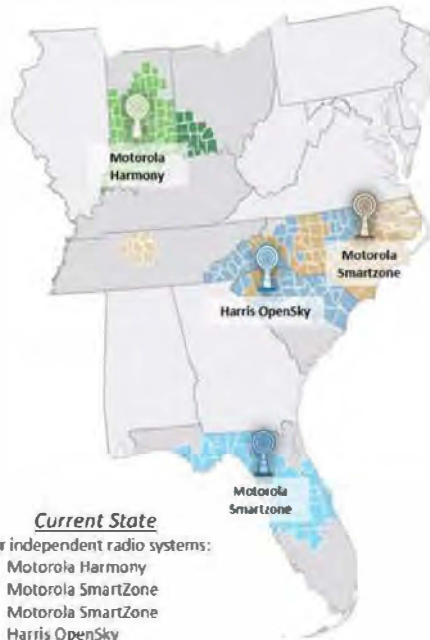 Motorola
Harmony
Motorola
Smartzone
Harris OpenSky
Motorola
Smartzone
Current State
r independent radio systems:
Motorola Harmony
Motorola SmartZone
Motorola SmartZone
Harris OpenSky